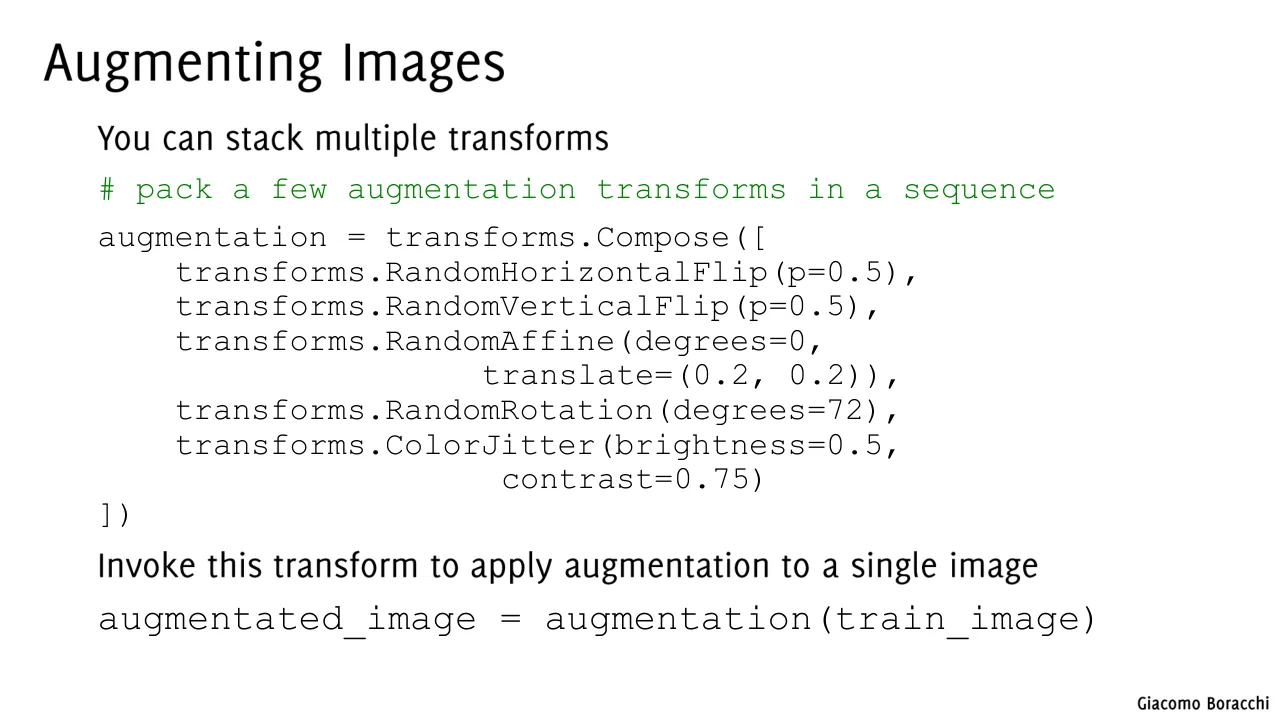 Augmenting Images
You can stack multiple transforms
# pack a few augmentation transforms in a sequence
augmentation = transforms.Compose([
    transforms.RandomHorizontalFlip(p=0.5),
    transforms.RandomVerticalFlip(p=0.5),
    transforms.RandomAffine(degrees=0,
                    translate=(0.2, 0.2)),
    transforms.RandomRotation(degrees=72),
    transforms.ColorJitter(brightness=0.5,
                     contrast=0.75)
])
Invoke this transform to apply augmentation to a single image
augmentated_image = augmentation(train_image)
Giacomo Boracchi